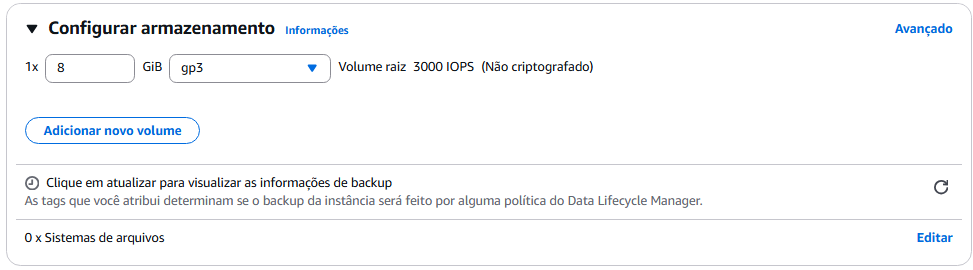 Configurar armazenamento Informações Avançado
1x 8 GiB gp3 Volume raiz 3000 IOPS (Não criptografado)
Adicionar novo volume
Clique em atualizar para visualizar as informações de backup
As tags que você atribui determinam se o backup da instância será feito por alguma política do Data Lifecycle Manager.
0 x Sistemas de arquivos Editar